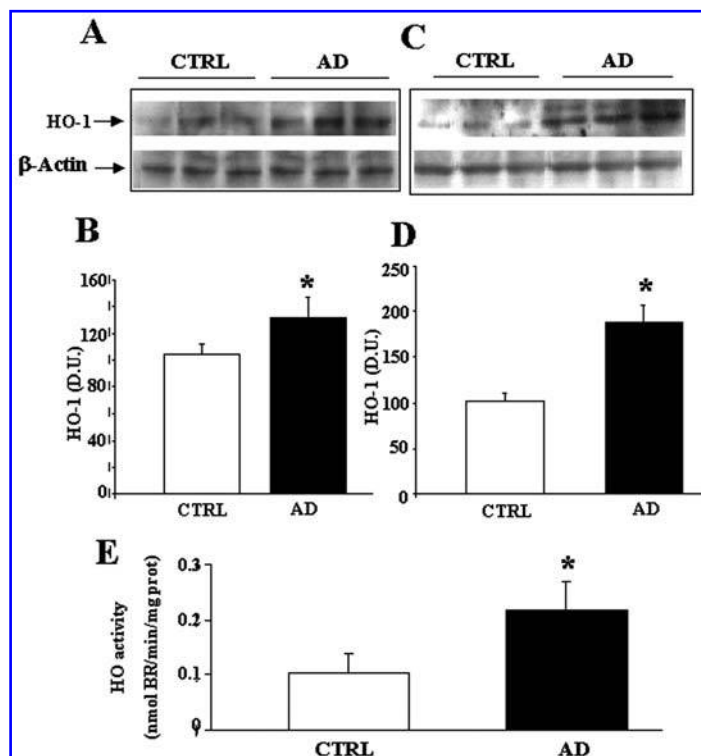 A
C
CTRL AD
CTRL AD
HO-1
β-Actin
B
D
160
120
80
40
0
HO-1 (D.U.)
*
CTRL AD
250
200
150
100
50
0
HO-1 (D.U.)
*
CTRL AD
E
0.3
0.2
0.1
0
HO activity
(nmol BR/min/mg prot)
*
CTRL AD